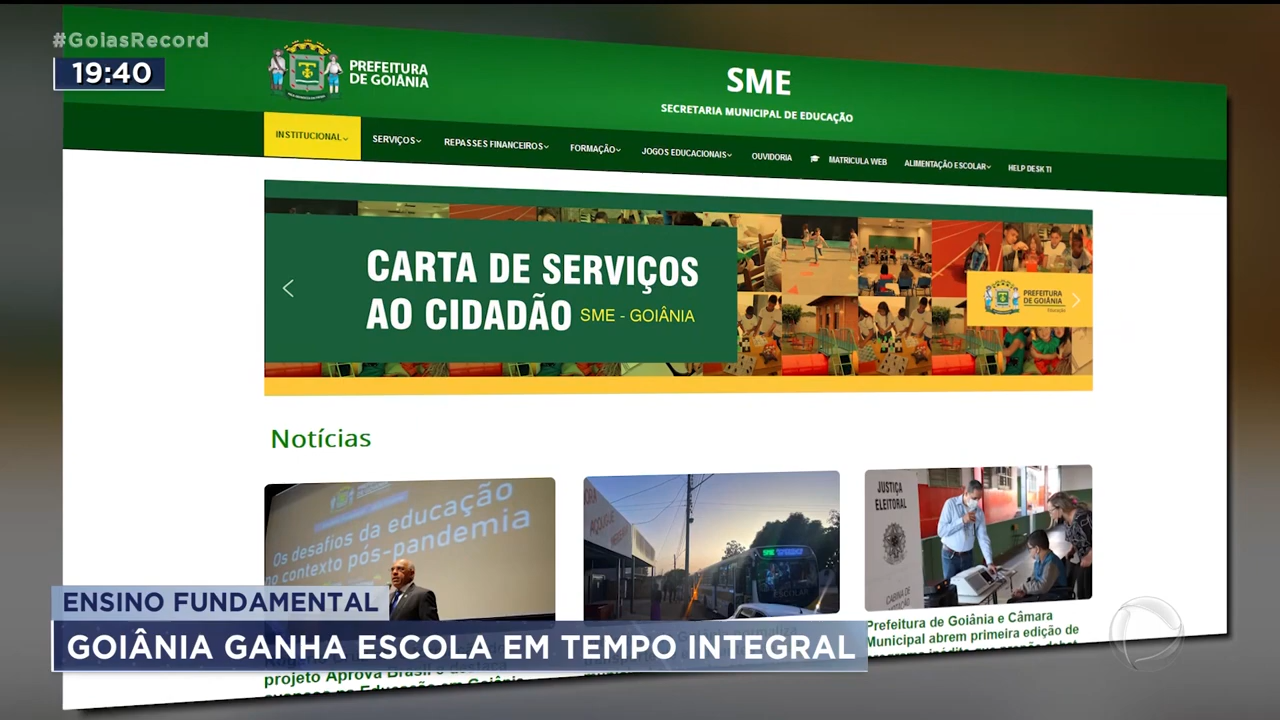 #GoiasRecord
19:40
PREFEITURA
DE GOIÂNIA
SME
SECRETARIA MUNICIPAL DE EDUCAÇÃO
INSTITUCIONAL
SERVIÇOS
REPASSES FINANCEIROS
FORMAÇÃO
JOGOS EDUCACIONAIS
OUVIDORIA
MATRICULA WEB
ALIMENTAÇÃO ESCOLAR
HELP DESK TI
CARTA DE SERVIÇOS
AO CIDADÃO SME - GOIÂNIA
PREFEITURA
DE GOIÂNIA
Notícias
Os desafios da educação
no contexto pós-pandemia
AÇOUGUE
JUSTIÇA
ELEITORAL
CABINA DE
Prefeitura de Goiânia e Câmara
Municipal abrem primeira edição de
projeto Aprova Brasil e destaca
ENSINO FUNDAMENTAL
GOIÂNIA GANHA ESCOLA EM TEMPO INTEGRAL